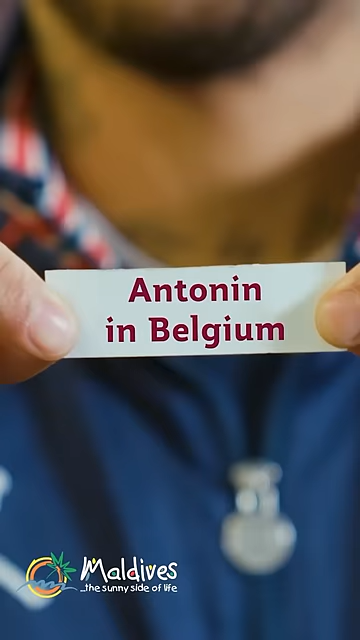 Antonin
in Belgium
Maldives
...the sunny side of life